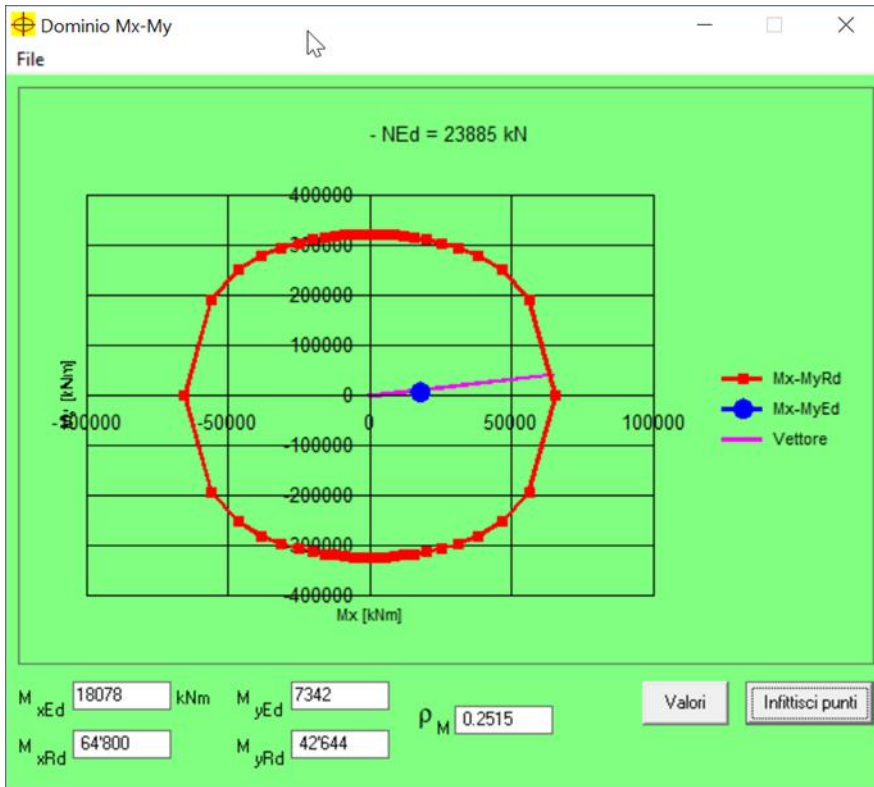 Dominio Mx-My
File
- NEd = 23885 kN
400000
300000
200000
100000
0
-100000 -50000 0 50000 100000
-100000
-200000
-300000
-400000
[kNm]
Mx [kNm]
Mx-MyRd
Mx-MyEd
Vettore
M xEd 18078 kNm M yEd 7342
ρ M 0.2515
Valori Infittisci punti
M xRd 64'800 M yRd 42'644